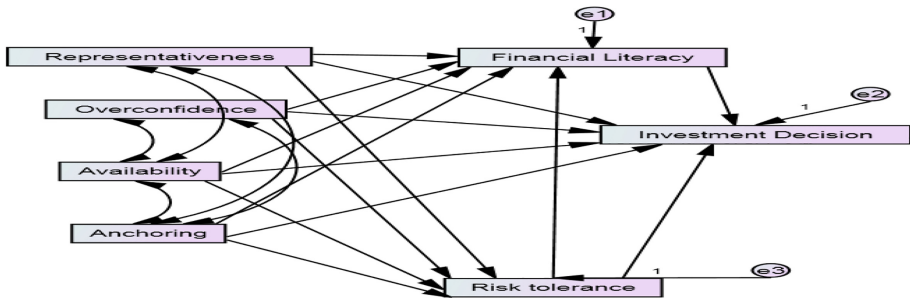 e1
1
Representativeness
Financial Literacy
e2
1
Overconfidence
Investment Decision
Availability
Anchoring
1
e3
Risk tolerance